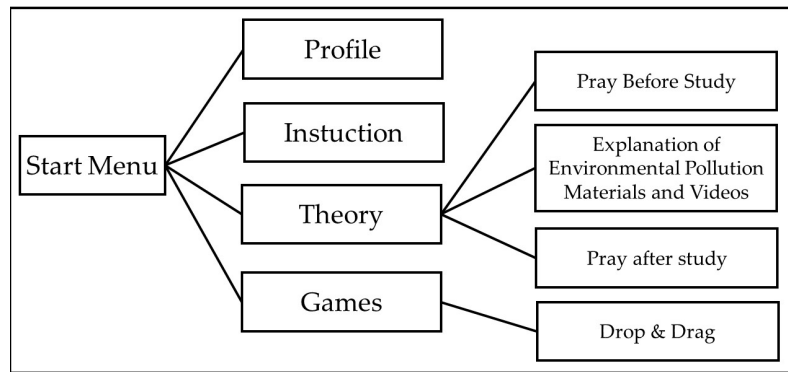 Start Menu
Profile
Instuction
Theory
Games
Pray Before Study
Explanation of
Environmental Pollution
Materials and Videos
Pray after study
Drop & Drag